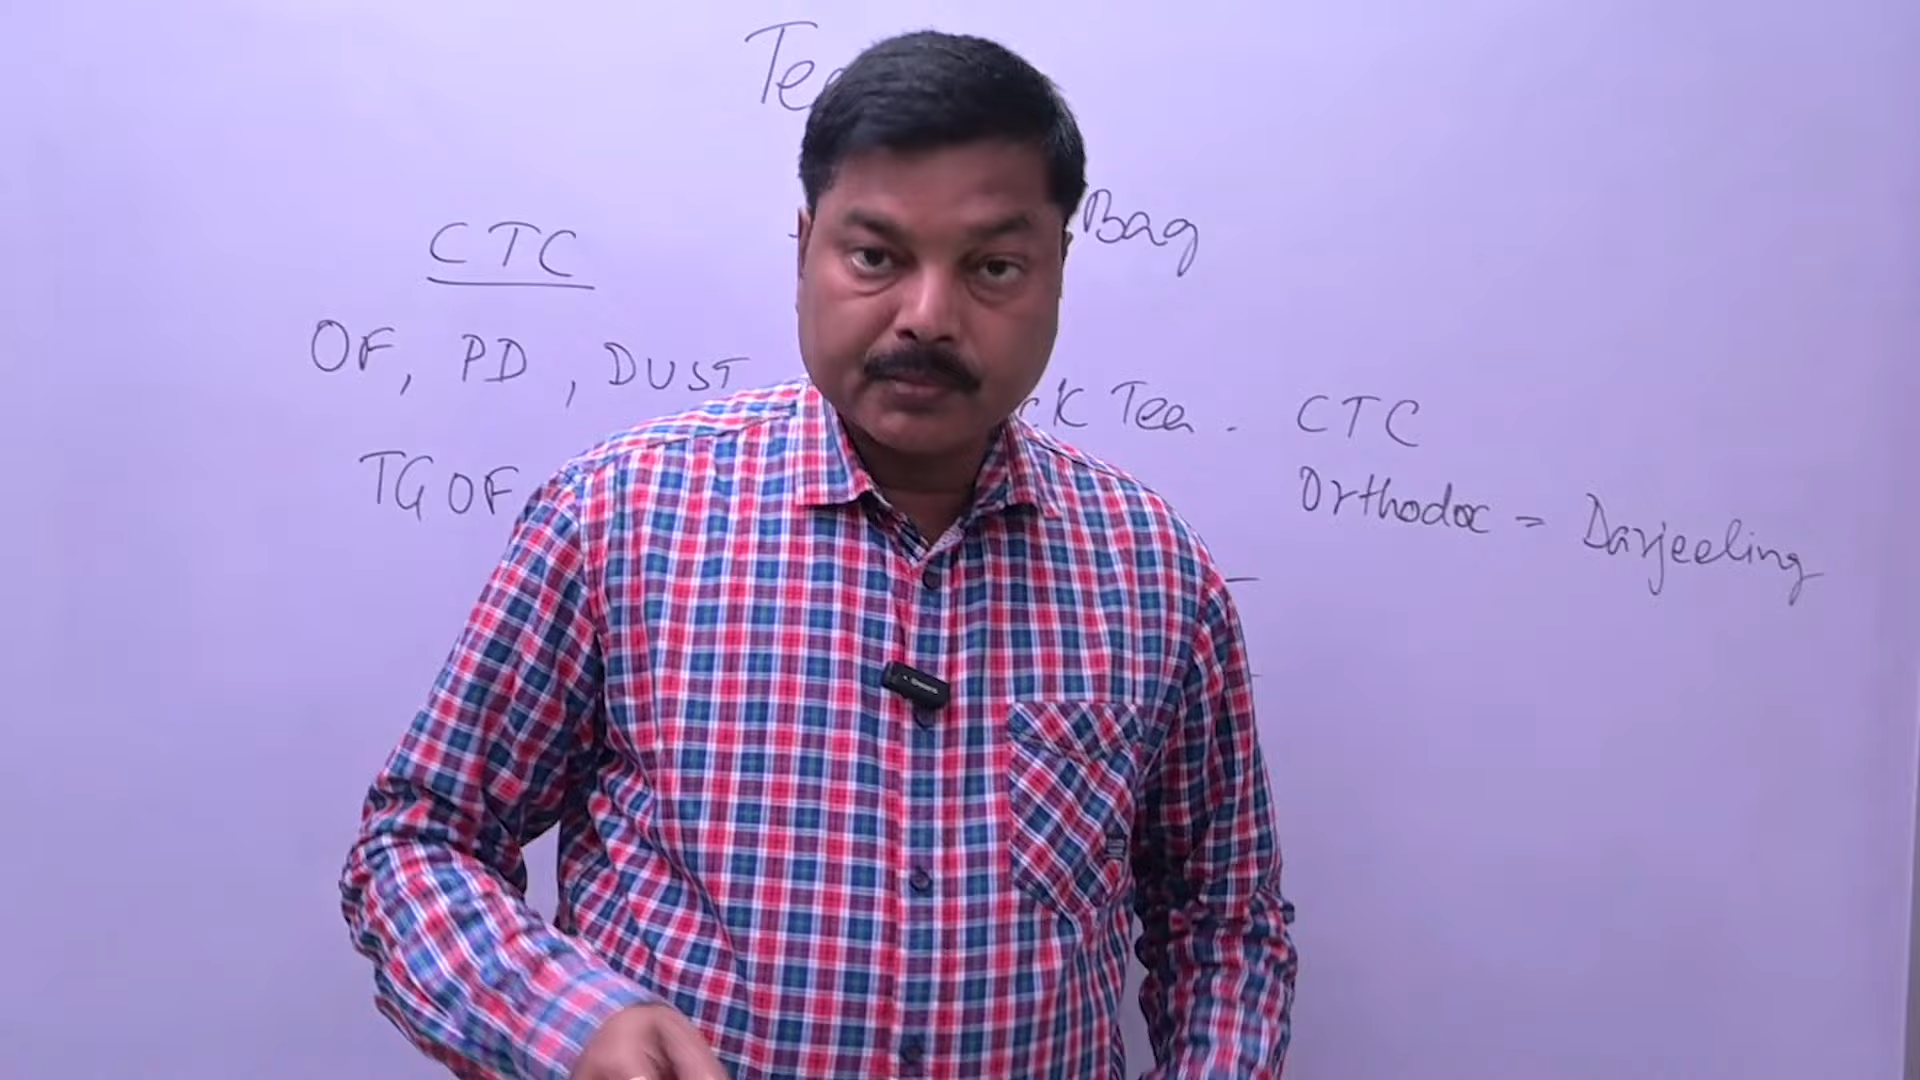 Tea
Bag
CTC
OF, PD, DUST
TGOF
ck Tea - CTC
Orthodox = Darjeeling